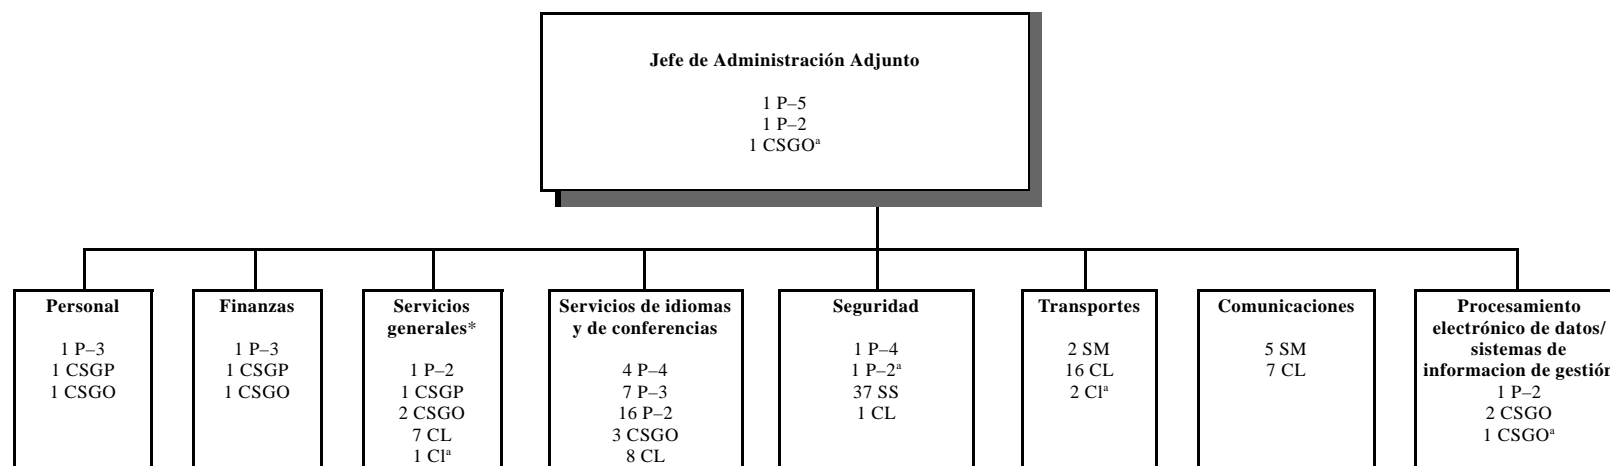 Jefe de Administración Adjunto
1 P–5
1 P–2
1 CSGOª
Personal
1 P–3
1 CSGP
1 CSGO
Finanzas
1 P–3
1 CSGP
1 CSGO
Servicios
generales*
1 P–2
1 CSGP
2 CSGO
7 CL
1 Clª
Servicios de idiomas
y de conferencias
4 P–4
7 P–3
16 P–2
3 CSGO
8 CL
Seguridad
1 P–4
1 P–2ª
37 SS
1 CL
Transportes
2 SM
16 CL
2 Clª
Comunicaciones
5 SM
7 CL
Procesamiento
electrónico de datos/
sistemas de
informacion de gestión
1 P–2
2 CSGO
1 CSGOª